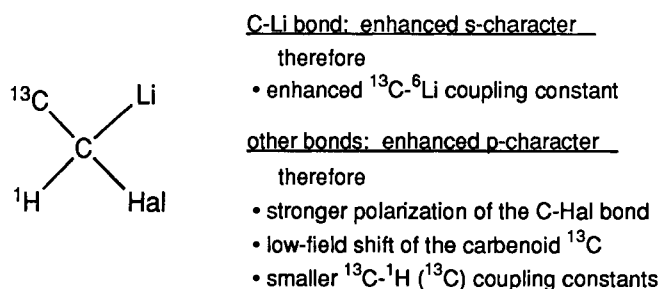 C-Li bond: enhanced s-character
therefore
• enhanced ¹³C-⁶Li coupling constant
¹³C Li
C
¹H Hal
other bonds: enhanced p-character
therefore
• stronger polarization of the C-Hal bond
• low-field shift of the carbenoid ¹³C
• smaller ¹³C-¹H (¹³C) coupling constants